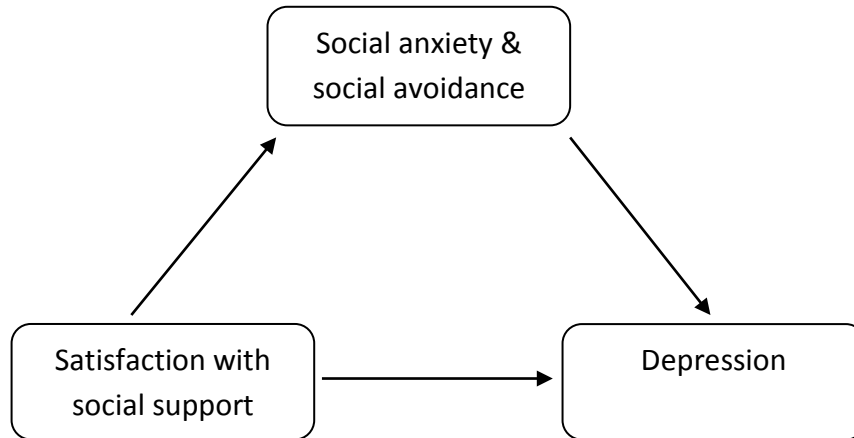 Social anxiety &
social avoidance
Satisfaction with
social support
Depression